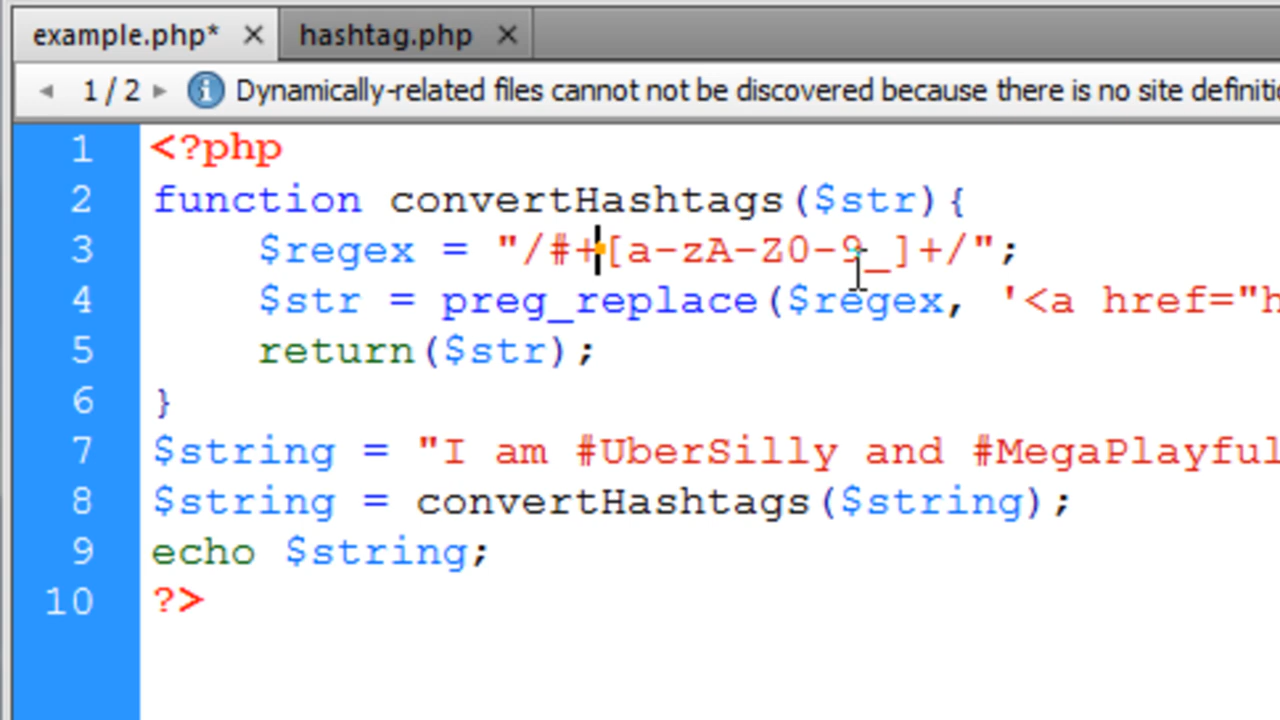 example.php* × hashtag.php ×
1 / 2 Dynamically-related files cannot not be discovered because there is no site
1 <?php
2 function convertHashtags($str){
3 $regex = "/#+[a-zA-Z0-9_]+/";
4 $str = preg_replace($regex, '<a href="h
5 return($str);
6 }
7 $string = "I am #UberSilly and #MegaPlayful
8 $string = convertHashtags($string);
9 echo $string;
10 ?>